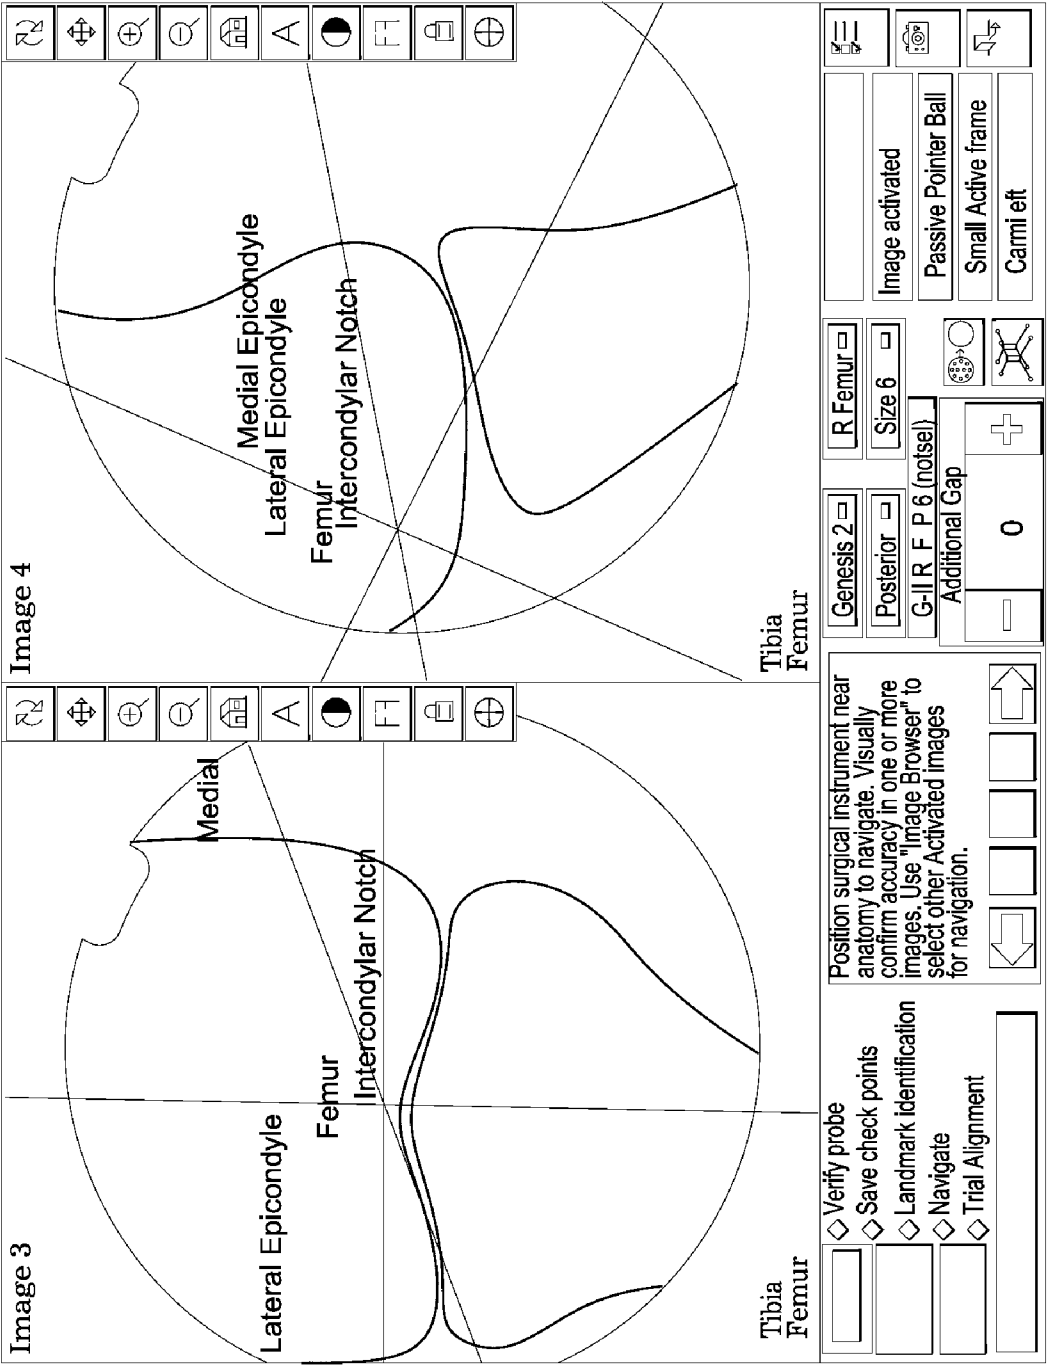 Image 3
Lateral Epicondyle
Femur
Intercondylar Notch
Medial
A
Tibia
Femur
Image 4
Medial Epicondyle
Lateral Epicondyle
Femur
Intercondylar Notch
A
Tibia
Femur
Verify probe
Save check points
Landmark identification
Navigate
Trial Alignment
Position surgical instrument near
anatomy to navigate. Visually
confirm accuracy in one or more
images. Use "Image Browser" to
select other Activated images
for navigation.
Genesis 2
R Femur
Posterior
Size 6
G-II R F P 6 (notsel)
Additional Gap
0
Image activated
Passive Pointer Ball
Small Active frame
Carmi eft